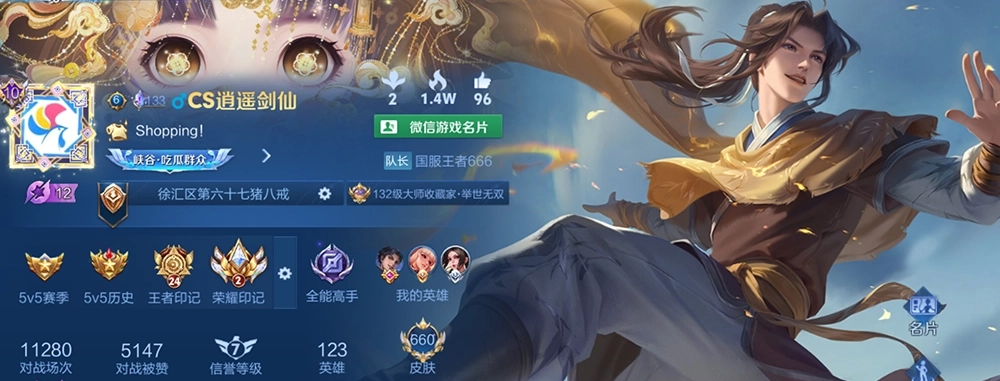 10
6
133
CS逍遥剑仙
2
1.4W
96
Shopping!
微信游戏名片
峡谷·吃瓜群众
队长 国服王者666
12
徐汇区第六十七猪八戒
132级大师收藏家·举世无双
24
2
5v5赛季
5v5历史
王者印记
荣耀印记
全能高手
我的英雄
名片
11280
5147
7
123
660
对战场次
对战被赞
信誉等级
英雄
皮肤